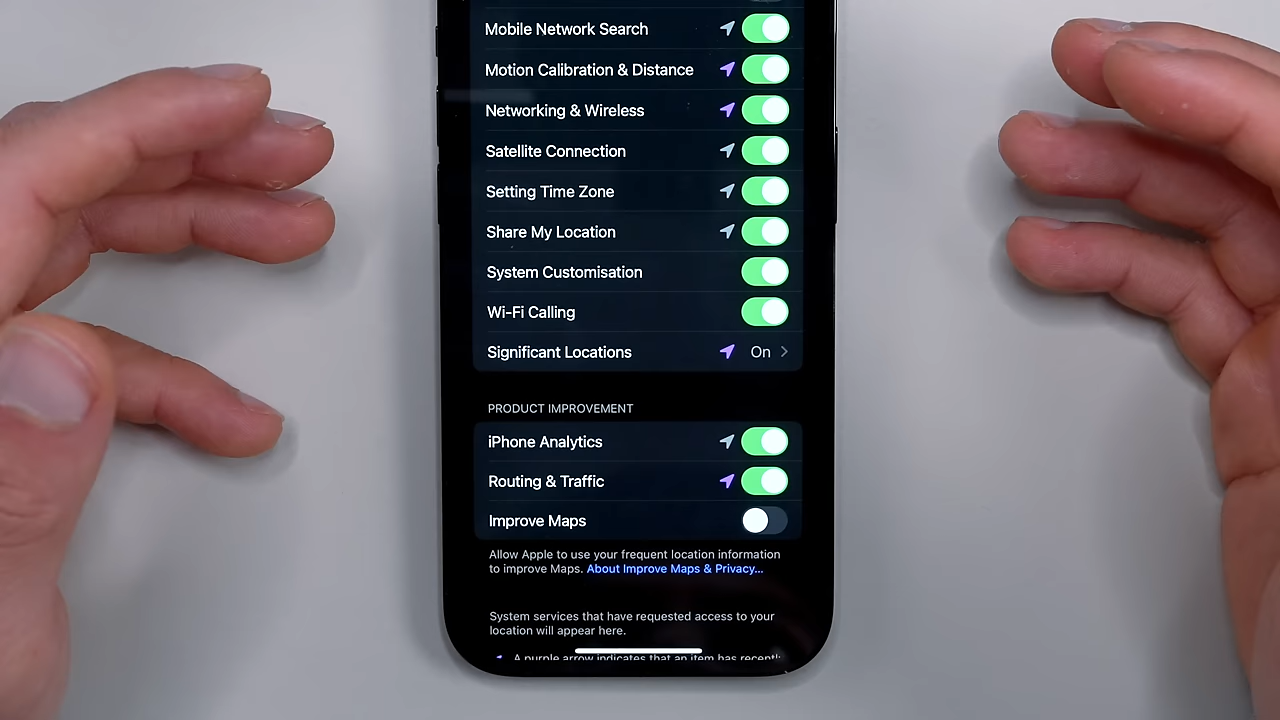 Mobile Network Search
Motion Calibration & Distance
Networking & Wireless
Satellite Connection
Setting Time Zone
Share My Location
System Customisation
Wi-Fi Calling
Significant Locations On
PRODUCT IMPROVEMENT
iPhone Analytics
Routing & Traffic
Improve Maps
Allow Apple to use your frequent location information
to improve Maps. About Improve Maps & Privacy...
System services that have requested access to your
location will appear here.
A purple arrow indicates that an item has recently